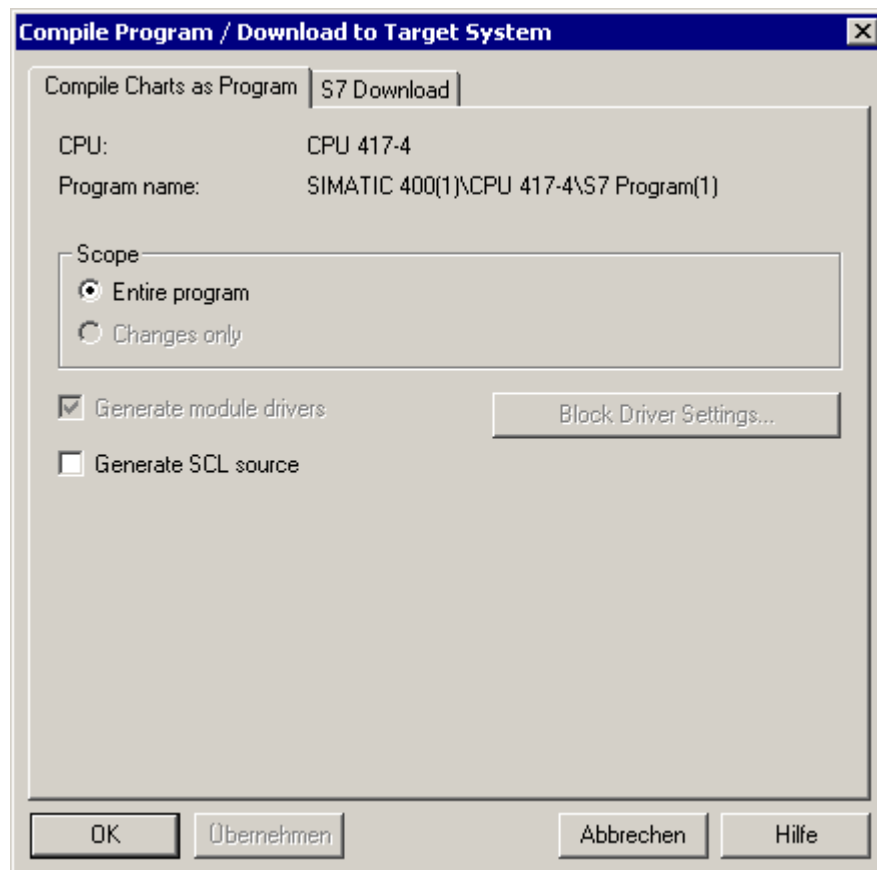 Compile Program / Download to Target System
Compile Charts as Program
S7 Download
CPU: CPU 417-4
Program name: SIMATIC 400(1)\CPU 417-4\S7 Program(1)
Scope
Entire program
Changes only
Generate module drivers
Block Driver Settings...
Generate SCL source
OK
Übernehmen
Abbrechen
Hilfe